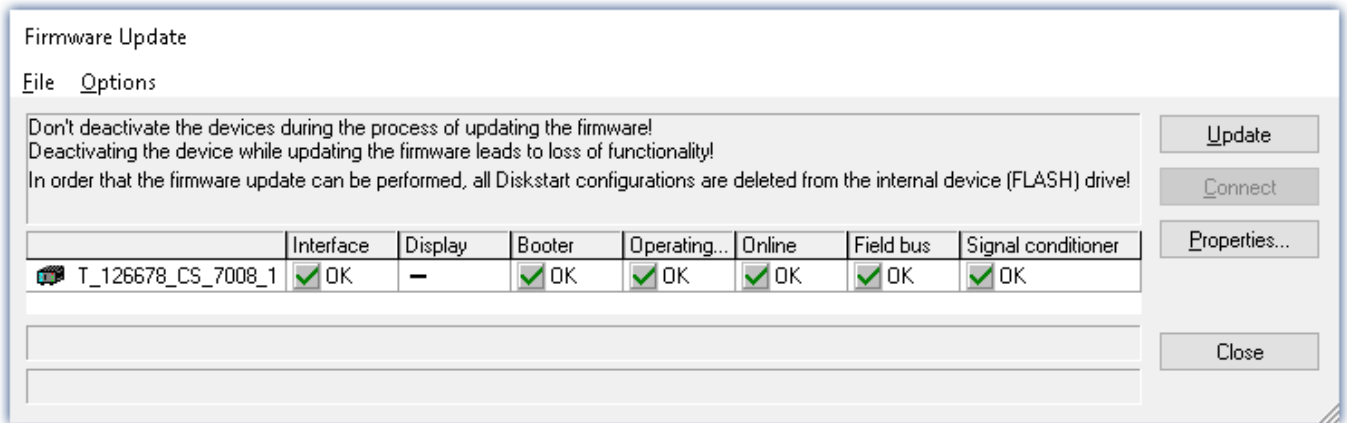 Firmware Update
File Options
Don't deactivate the devices during the process of updating the firmware!
Deactivating the device while updating the firmware leads to loss of functionality!
In order that the firmware update can be performed, all Diskstart configurations are deleted from the internal device (FLASH) drive!
Update
Connect
Properties...
Interface Display Booter Operating... Online Field bus Signal conditioner
T_126678_CS_7008_1 OK – OK OK OK OK OK
Close